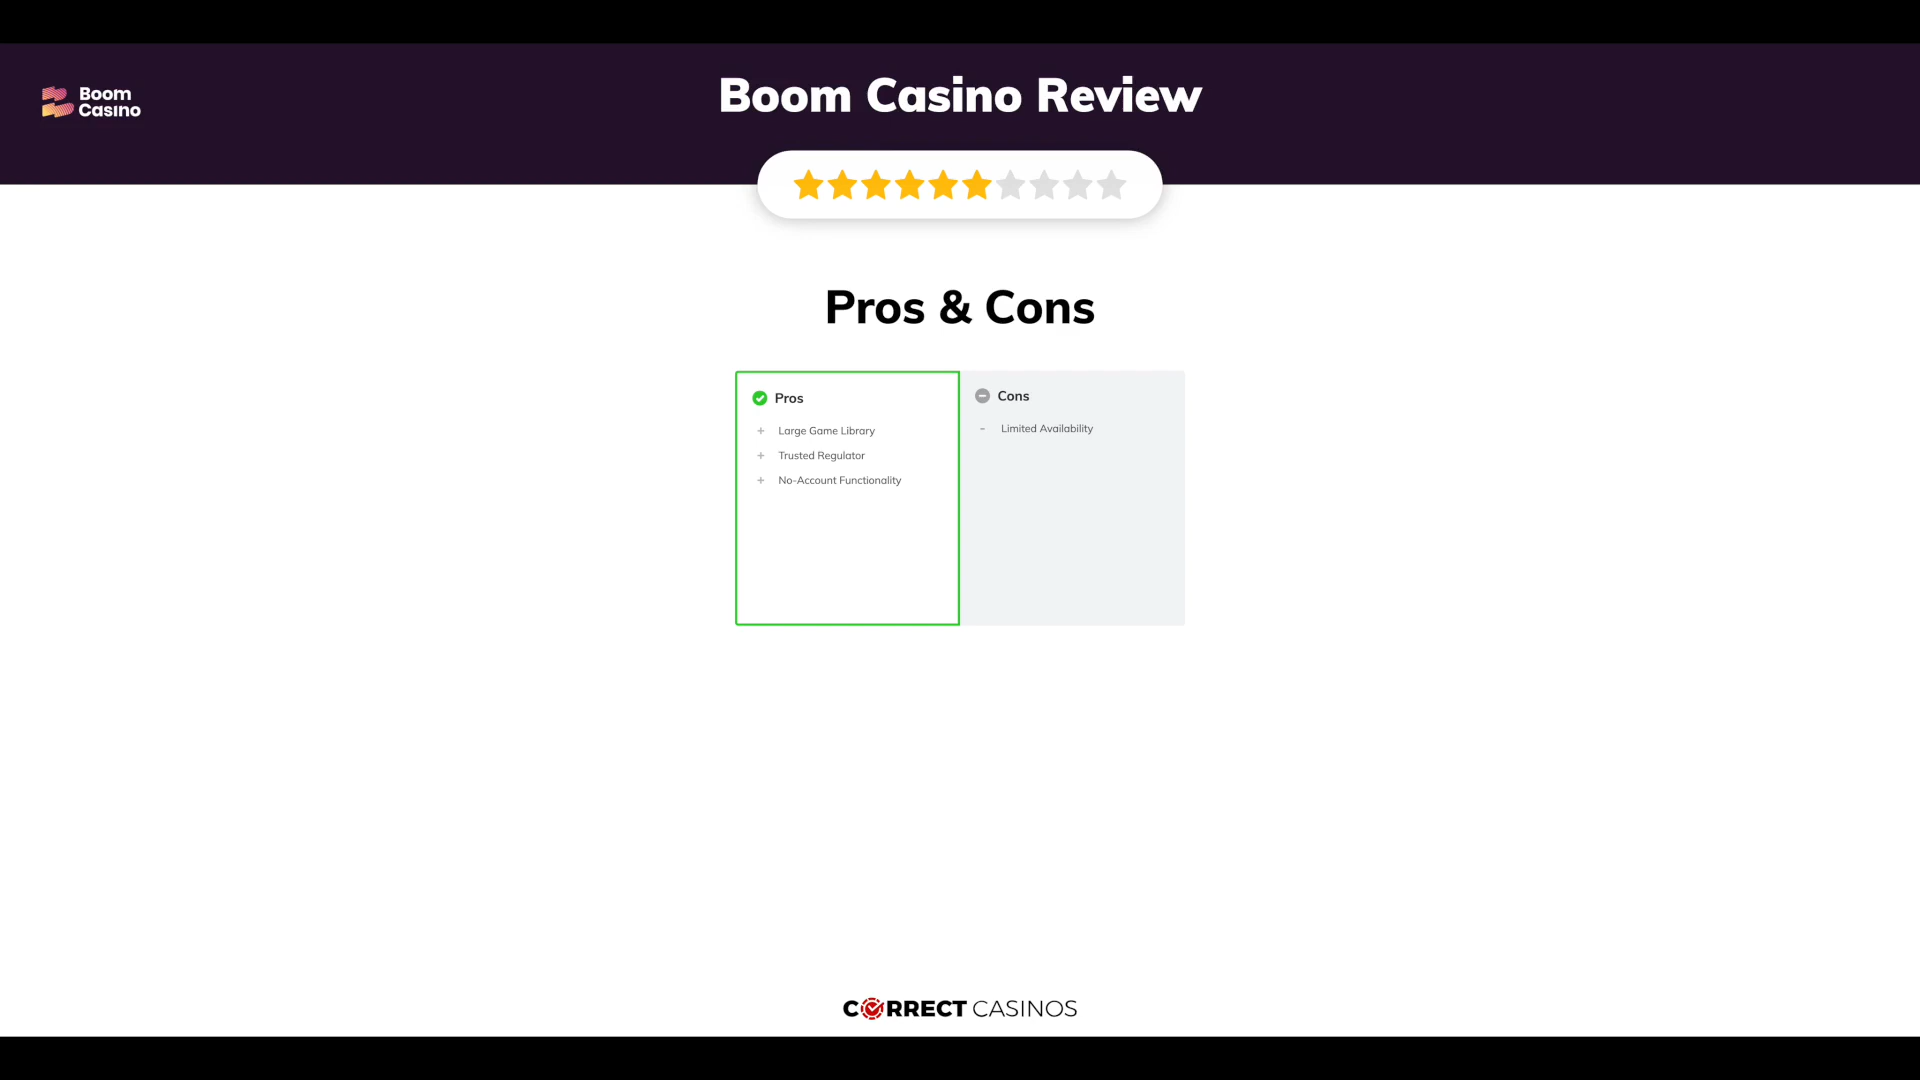 Boom
Casino
Boom Casino Review
Pros & Cons
Pros
+ Large Game Library
+ Trusted Regulator
+ No-Account Functionality
Cons
- Limited Availability
CORRECT CASINOS